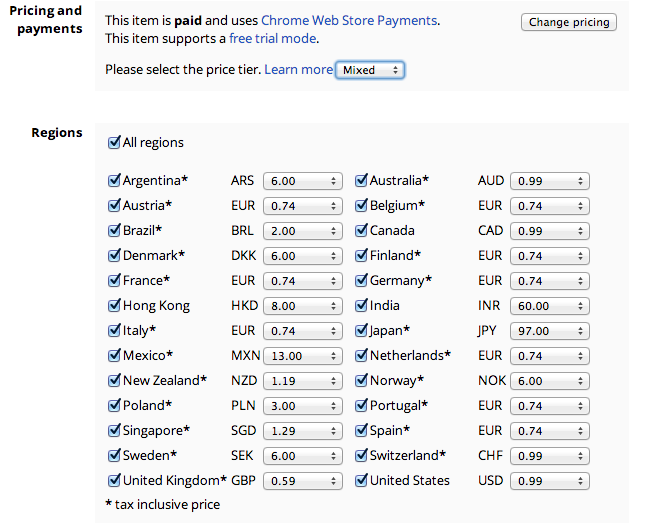 Pricing and payments
This item is paid and uses Chrome Web Store Payments.
Change pricing
This item supports a free trial mode.
Please select the price tier. Learn more Mixed
Regions
All regions
Argentina* ARS 6.00 Australia* AUD 0.99
Austria* EUR 0.74 Belgium* EUR 0.74
Brazil* BRL 2.00 Canada CAD 0.99
Denmark* DKK 6.00 Finland* EUR 0.74
France* EUR 0.74 Germany* EUR 0.74
Hong Kong HKD 8.00 India INR 60.00
Italy* EUR 0.74 Japan* JPY 97.00
Mexico* MXN 13.00 Netherlands* EUR 0.74
New Zealand* NZD 1.19 Norway* NOK 6.00
Poland* PLN 3.00 Portugal* EUR 0.74
Singapore* SGD 1.29 Spain* EUR 0.74
Sweden* SEK 6.00 Switzerland* CHF 0.99
United Kingdom* GBP 0.59 United States USD 0.99
* tax inclusive price